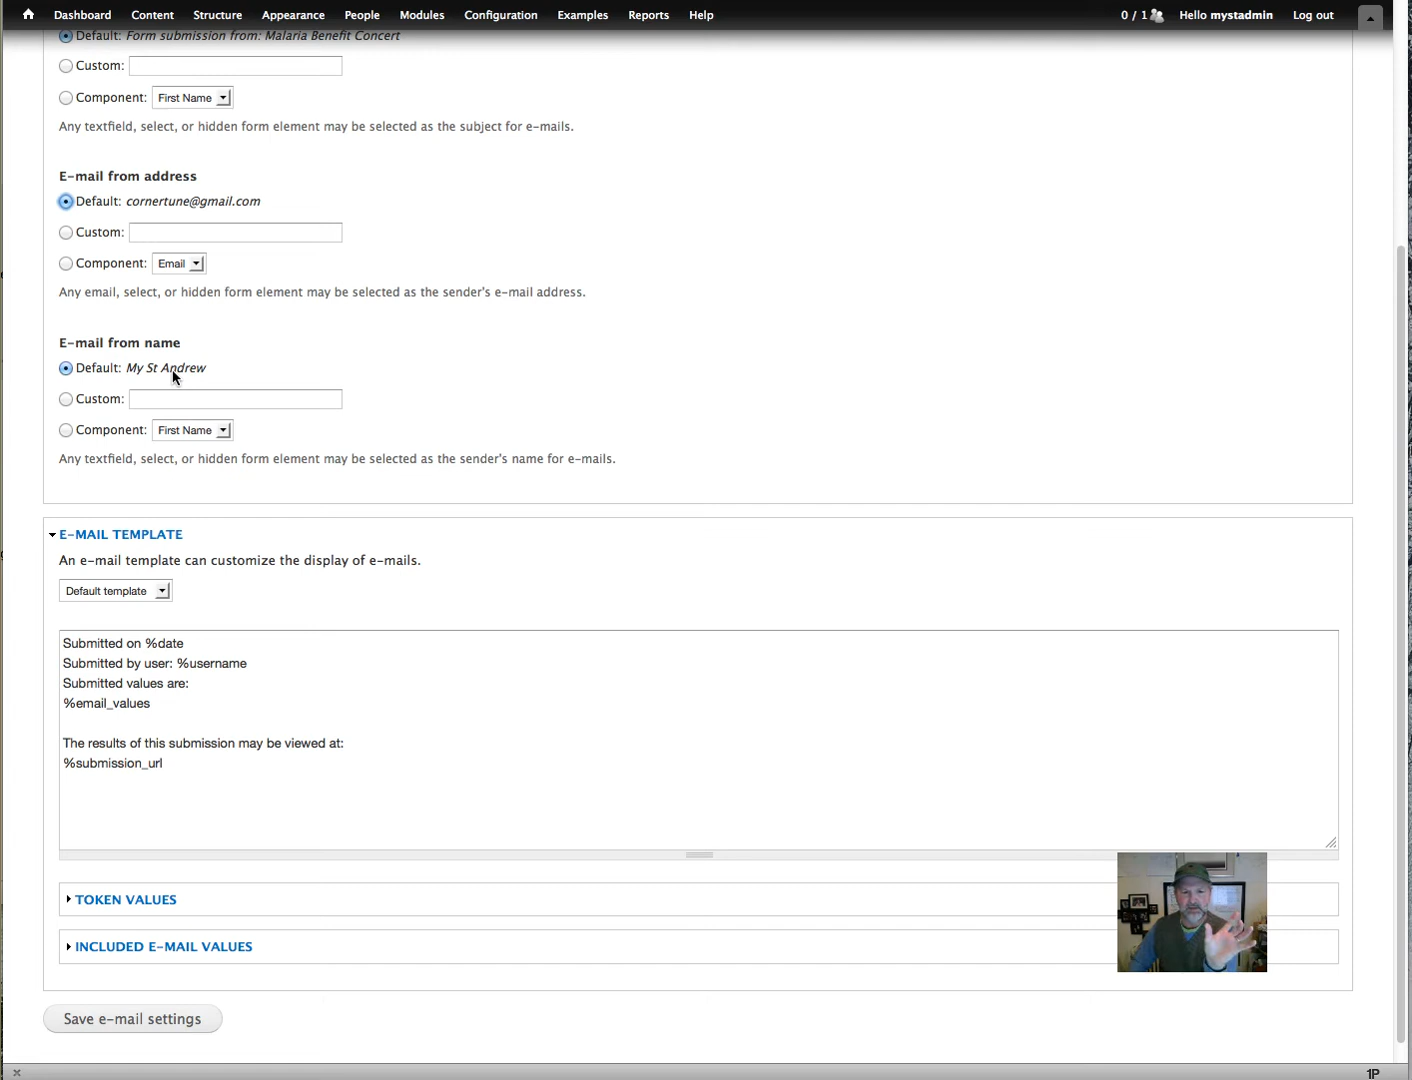 Dashboard Content Structure Appearance People Modules Configuration Examples Reports Help 0 / 1 Hello mystadmin Log out
Default: Form submission from: Malaria Benefit Concert
Custom:
Component: First Name
Any textfield, select, or hidden form element may be selected as the subject for e-mails.
E-mail from address
Default: cornertune@gmail.com
Custom:
Component: Email
Any email, select, or hidden form element may be selected as the sender's e-mail address.
E-mail from name
Default: My St Andrew
Custom:
Component: First Name
Any textfield, select, or hidden form element may be selected as the sender's name for e-mails.
E-MAIL TEMPLATE
An e-mail template can customize the display of e-mails.
Default template
Submitted on %date
Submitted by user: %username
Submitted values are:
%email_values
The results of this submission may be viewed at:
%submission_url
TOKEN VALUES
INCLUDED E-MAIL VALUES
Save e-mail settings
1P